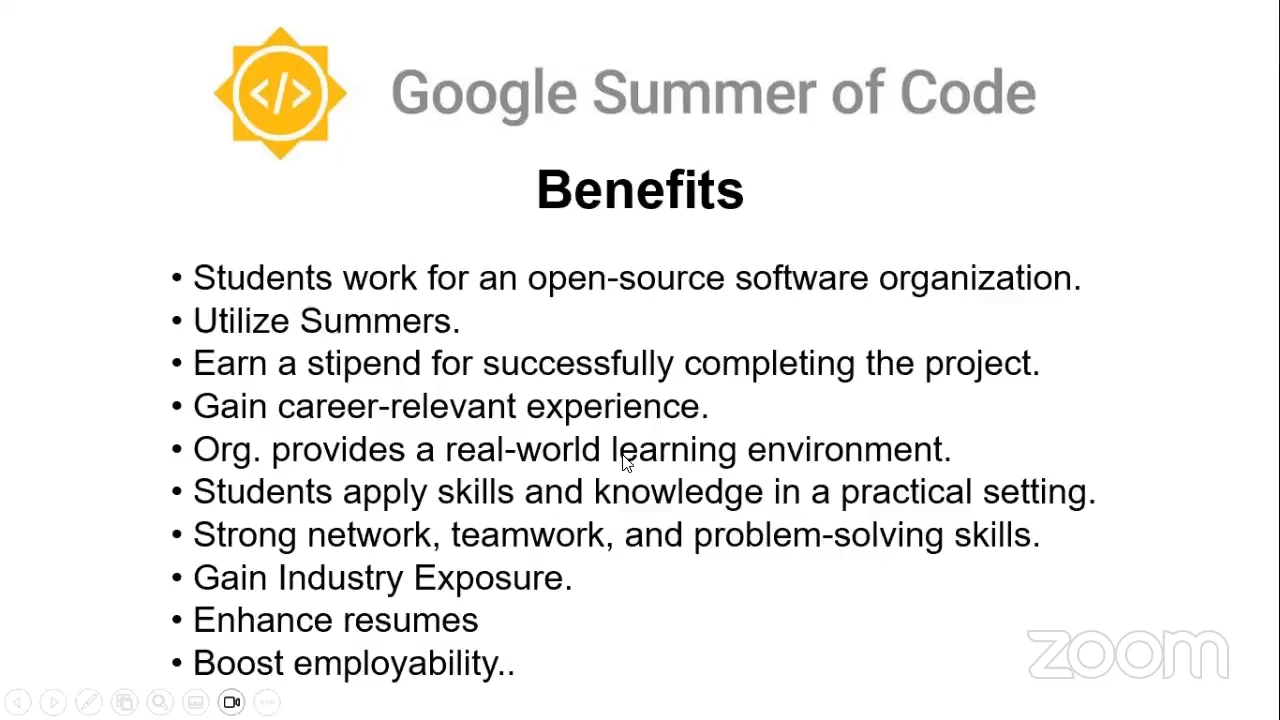 </>
Google Summer of Code
Benefits
• Students work for an open-source software organization.
• Utilize Summers.
• Earn a stipend for successfully completing the project.
• Gain career-relevant experience.
• Org. provides a real-world learning environment.
• Students apply skills and knowledge in a practical setting.
• Strong network, teamwork, and problem-solving skills.
• Gain Industry Exposure.
• Enhance resumes
• Boost employability..
zoom